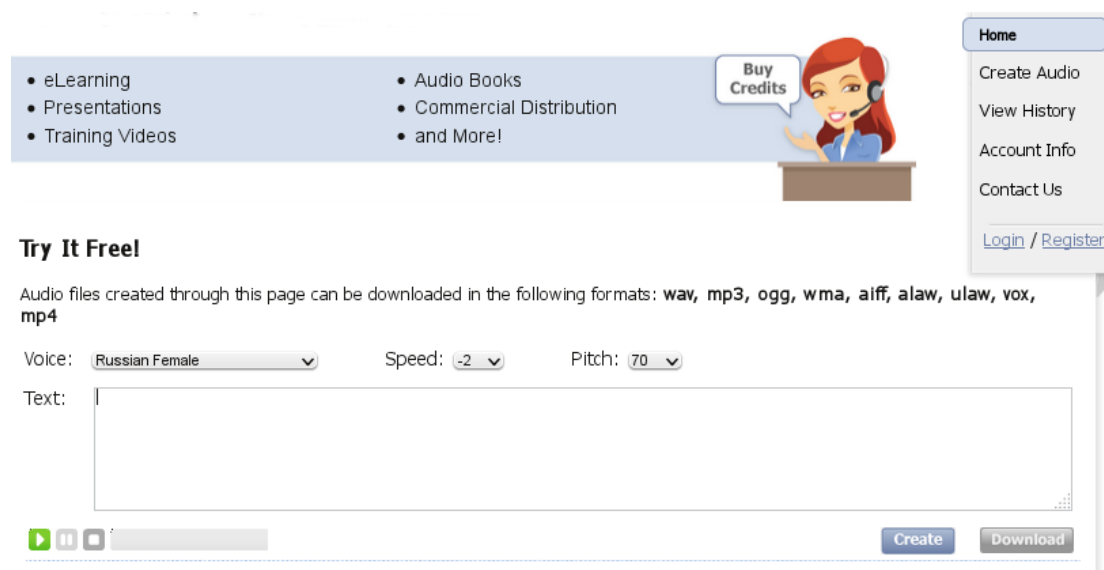 • eLearning
• Presentations
• Training Videos
• Audio Books
• Commercial Distribution
• and More!
Buy
Credits
Home
Create Audio
View History
Account Info
Contact Us
Login / Register
Try It Free!
Audio files created through this page can be downloaded in the following formats: wav, mp3, ogg, wma, aiff, alaw, ulaw, vox,
mp4
Voice: Russian Female Speed: -2 Pitch: 70
Text:
Create Download